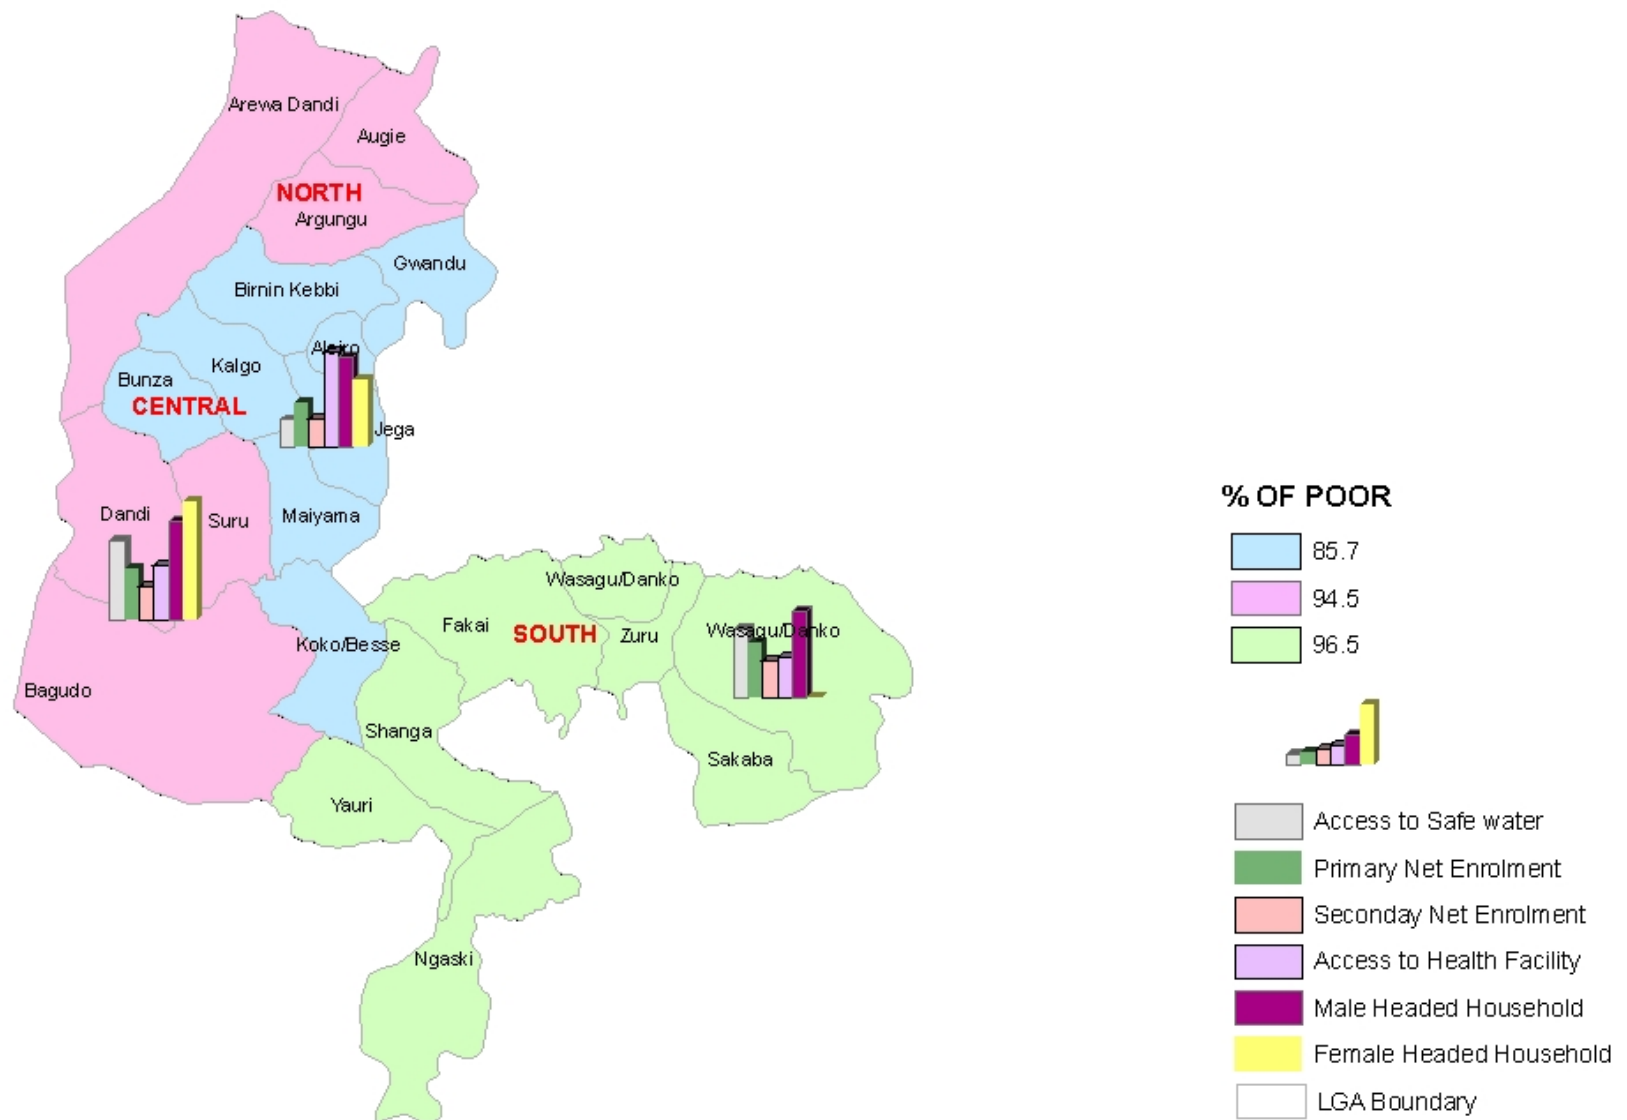 Arewa Dandi
Augie
NORTH
Argungu
Gwandu
Birnin Kebbi
Aleiro
Kalgo
Bunza
CENTRAL
Jega
Dandi
Suru
Maiyama
Wasagu/Danko
Fakai
SOUTH
Zuru
Wasagu/Danko
Koko/Besse
Bagudo
Shanga
Sakaba
Yauri
Ngaski
% OF POOR
85.7
94.5
96.5
Access to Safe water
Primary Net Enrolment
Seconday Net Enrolment
Access to Health Facility
Male Headed Household
Female Headed Household
LGA Boundary